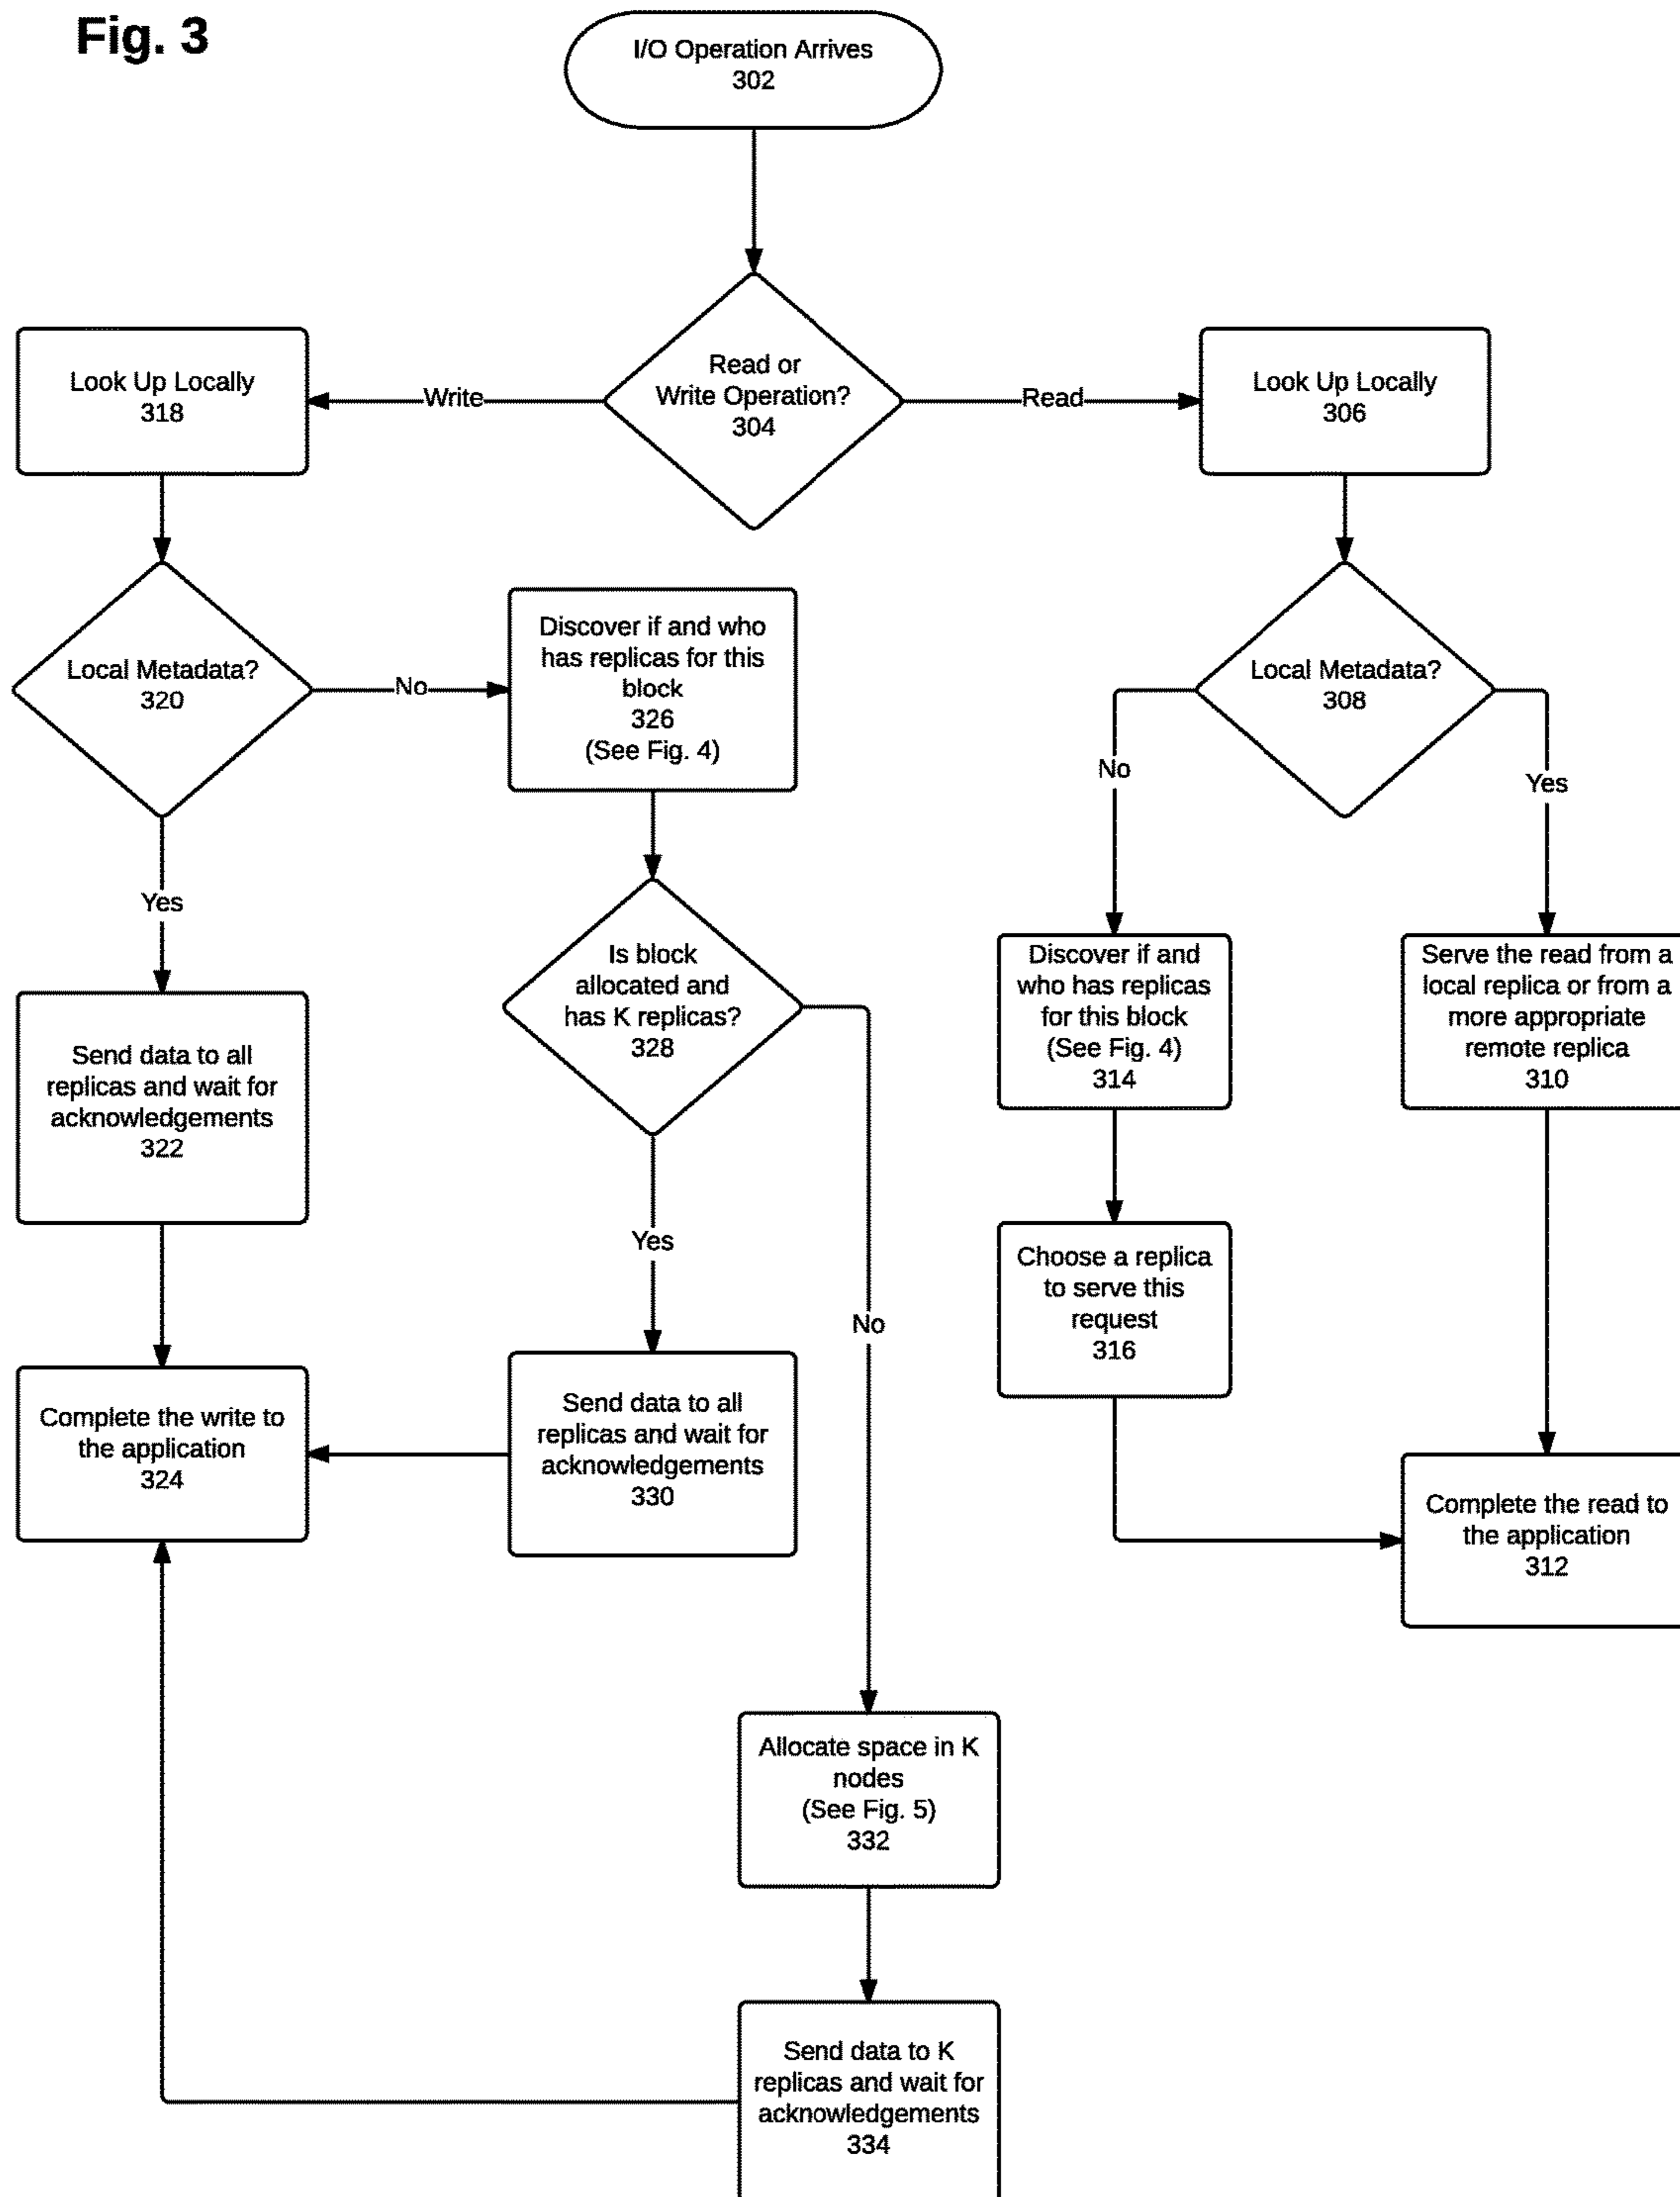 Fig. 3
I/O Operation Arrives
302
Read or
Write Operation?
304
Write
Read
Look Up Locally
318
Look Up Locally
306
Local Metadata?
320
No
Yes
Discover if and who
has replicas for this
block
326
(See Fig. 4)
Local Metadata?
308
No
Yes
Is block
allocated and
has K replicas?
328
Yes
No
Send data to all
replicas and wait for
acknowledgements
322
Discover if and
who has replicas
for this block
(See Fig. 4)
314
Serve the read from a
local replica or from a
more appropriate
remote replica
310
Choose a replica
to serve this
request
316
Complete the write to
the application
324
Send data to all
replicas and wait for
acknowledgements
330
Complete the read to
the application
312
Allocate space in K
nodes
(See Fig. 5)
332
Send data to K
replicas and wait for
acknowledgements
334